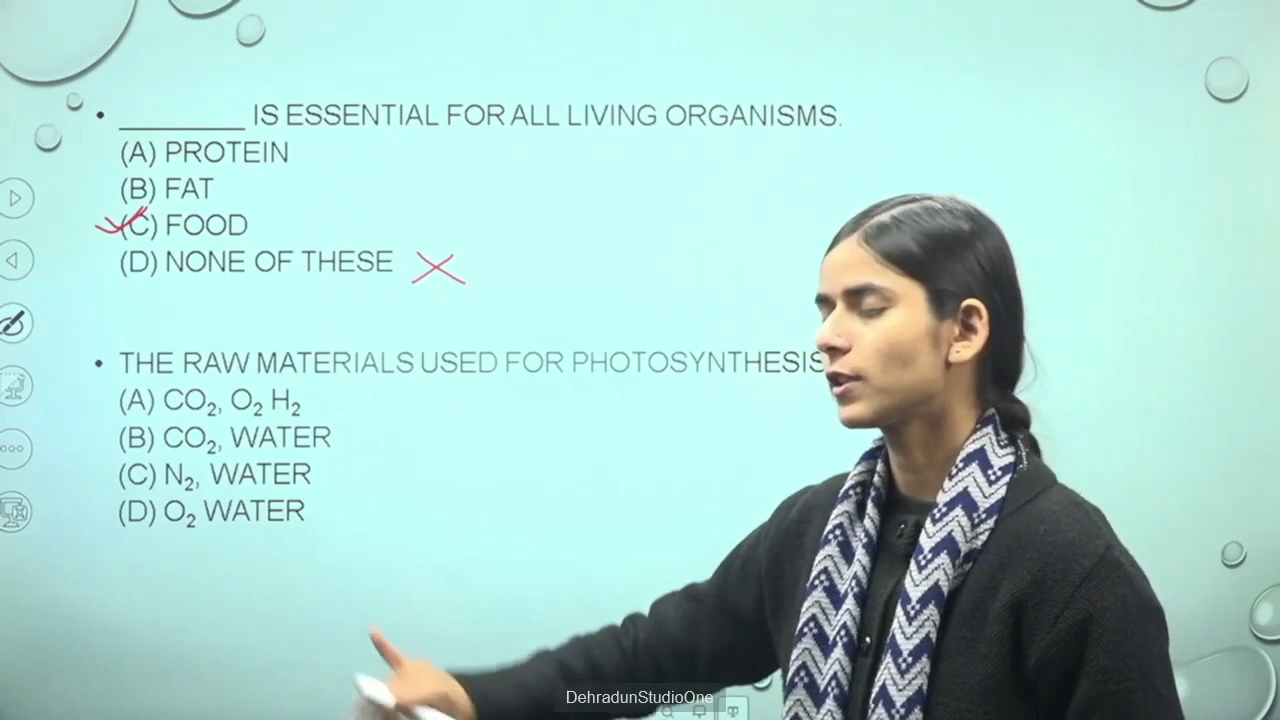 • ________ IS ESSENTIAL FOR ALL LIVING ORGANISMS.
(A) PROTEIN
(B) FAT
(C) FOOD
(D) NONE OF THESE
• THE RAW MATERIALS USED FOR PHOTOSYNTHESIS
(A) CO₂, O₂ H₂
(B) CO₂, WATER
(C) N₂, WATER
(D) O₂ WATER
DehradunStudioOne